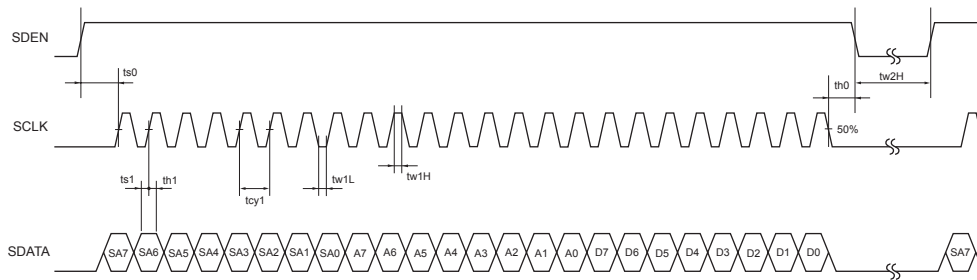 SDEN
ts0
th0
tw2H
SCLK
50%
ts1 th1
tcy1
tw1L
tw1H
SDATA
SA7 SA6 SA5 SA4 SA3 SA2 SA1 SA0 A7 A6 A5 A4 A3 A2 A1 A0 D7 D6 D5 D4 D3 D2 D1 D0 SA7